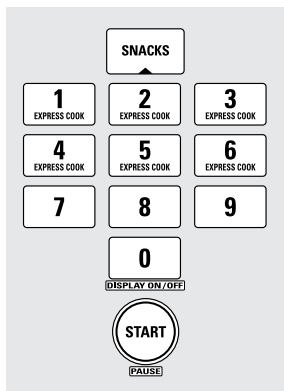 SNACKS
1 2 3
EXPRESS COOK EXPRESS COOK EXPRESS COOK
4 5 6
EXPRESS COOK EXPRESS COOK EXPRESS COOK
7 8 9
0
DISPLAY ON/OFF
START
PAUSE